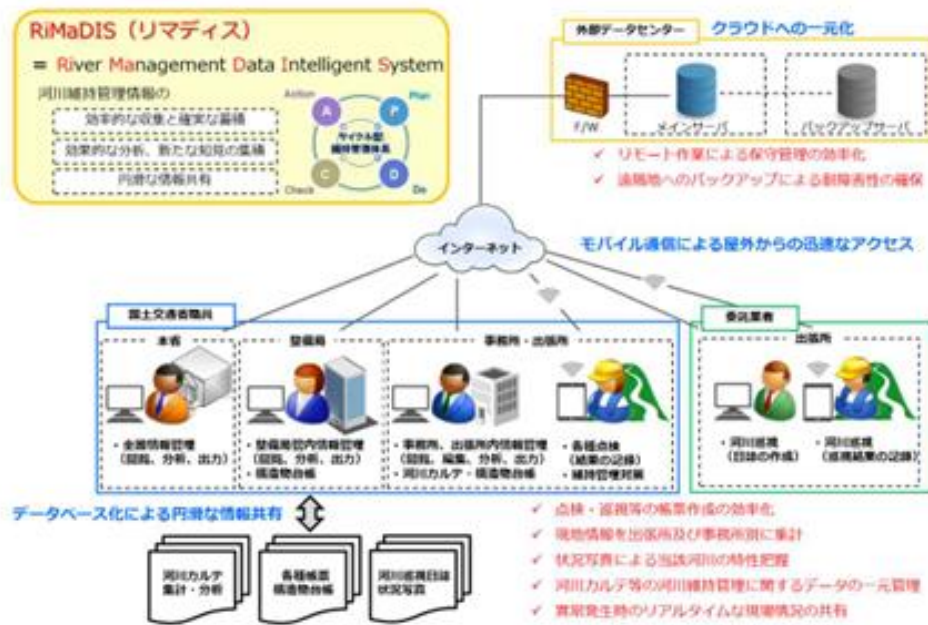 RiMaDIS（リマディス）
= River Management Data Intelligent System
河川維持管理情報の
効率的な収集と確実な蓄積
効果的な分析、新たな知見の集積
円滑な情報共有
Action
Plan
A
P
サイクル型
維持管理体系
C
D
Check
Do
外部データセンター
クラウドへの一元化
F/W
メインサーバ
バックアップサーバ
✓ リモート作業による保守管理の効率化
✓ 遠隔地へのバックアップによる耐障害性の確保
インターネット
モバイル通信による屋外からの迅速なアクセス
国土交通省職員
本省
整備局
事務所・出張所
・全国情報管理
（閲覧、分析、出力）
・整備局管内情報管理
（閲覧、分析、出力）
・構造物台帳
・事務所、出張所内情報管理
（閲覧、編集、分析、出力）
・河川カルテ・構造物台帳
・各種点検
（結果の記録）
・維持管理対策
委託業者
出張所
・河川巡視
（日誌の作成）
・河川巡視
（巡視結果の記録）
データベース化による円滑な情報共有
河川カルテ
集計・分析
各種帳票
構造物台帳
河川巡視日誌
状況写真
✓ 点検・巡視等の帳票作成の効率化
✓ 現地情報を出張所及び事務所別に集計
✓ 状況写真による当該河川の特性把握
✓ 河川カルテ等の河川維持管理に関するデータの一元管理
✓ 異常発生時のリアルタイムな現場情況の共有